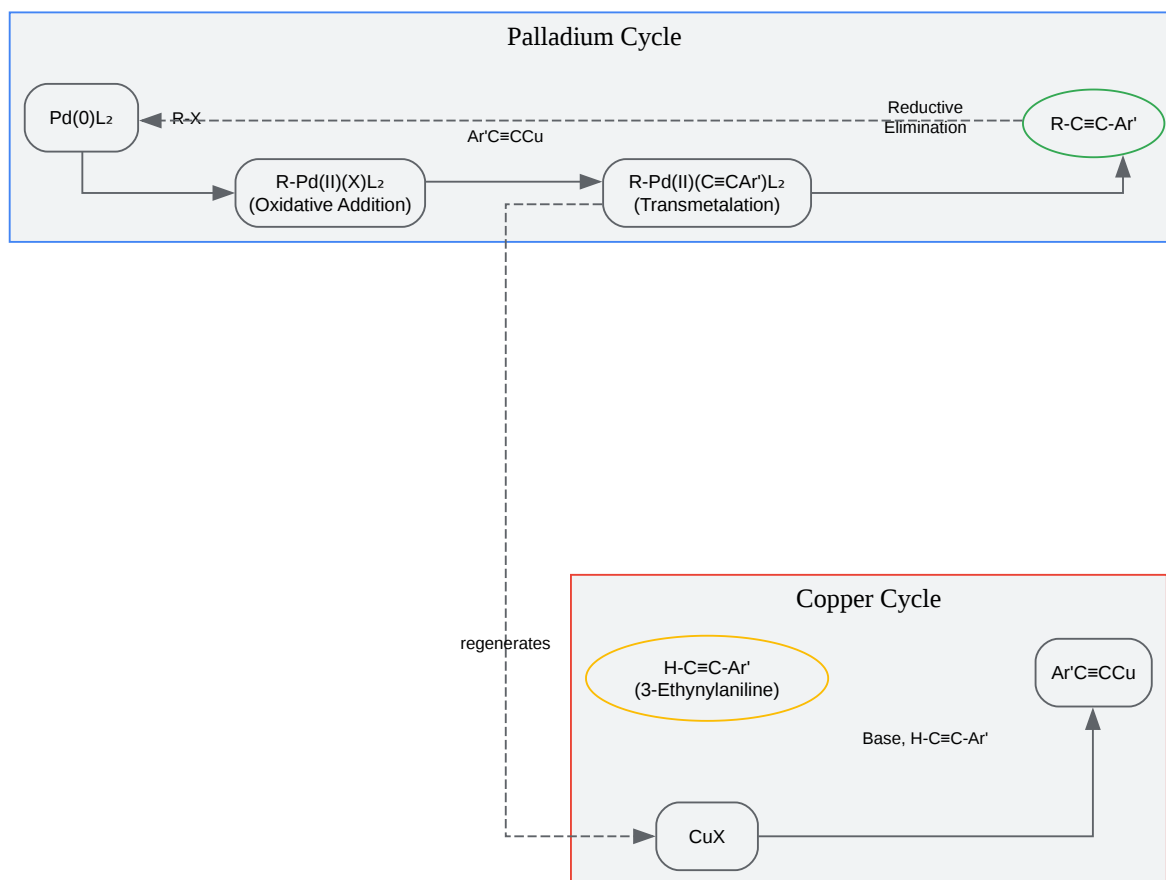 Palladium Cycle
Pd(0)L₂
R-X
Ar'C≡CCu
Reductive
Elimination
R-C≡C-Ar'
R-Pd(II)(X)L₂
(Oxidative Addition)
R-Pd(II)(C≡CAr')L₂
(Transmetalation)
regenerates
Copper Cycle
H-C≡C-Ar'
(3-Ethynylaniline)
Ar'C≡CCu
Base, H-C≡C-Ar'
CuX